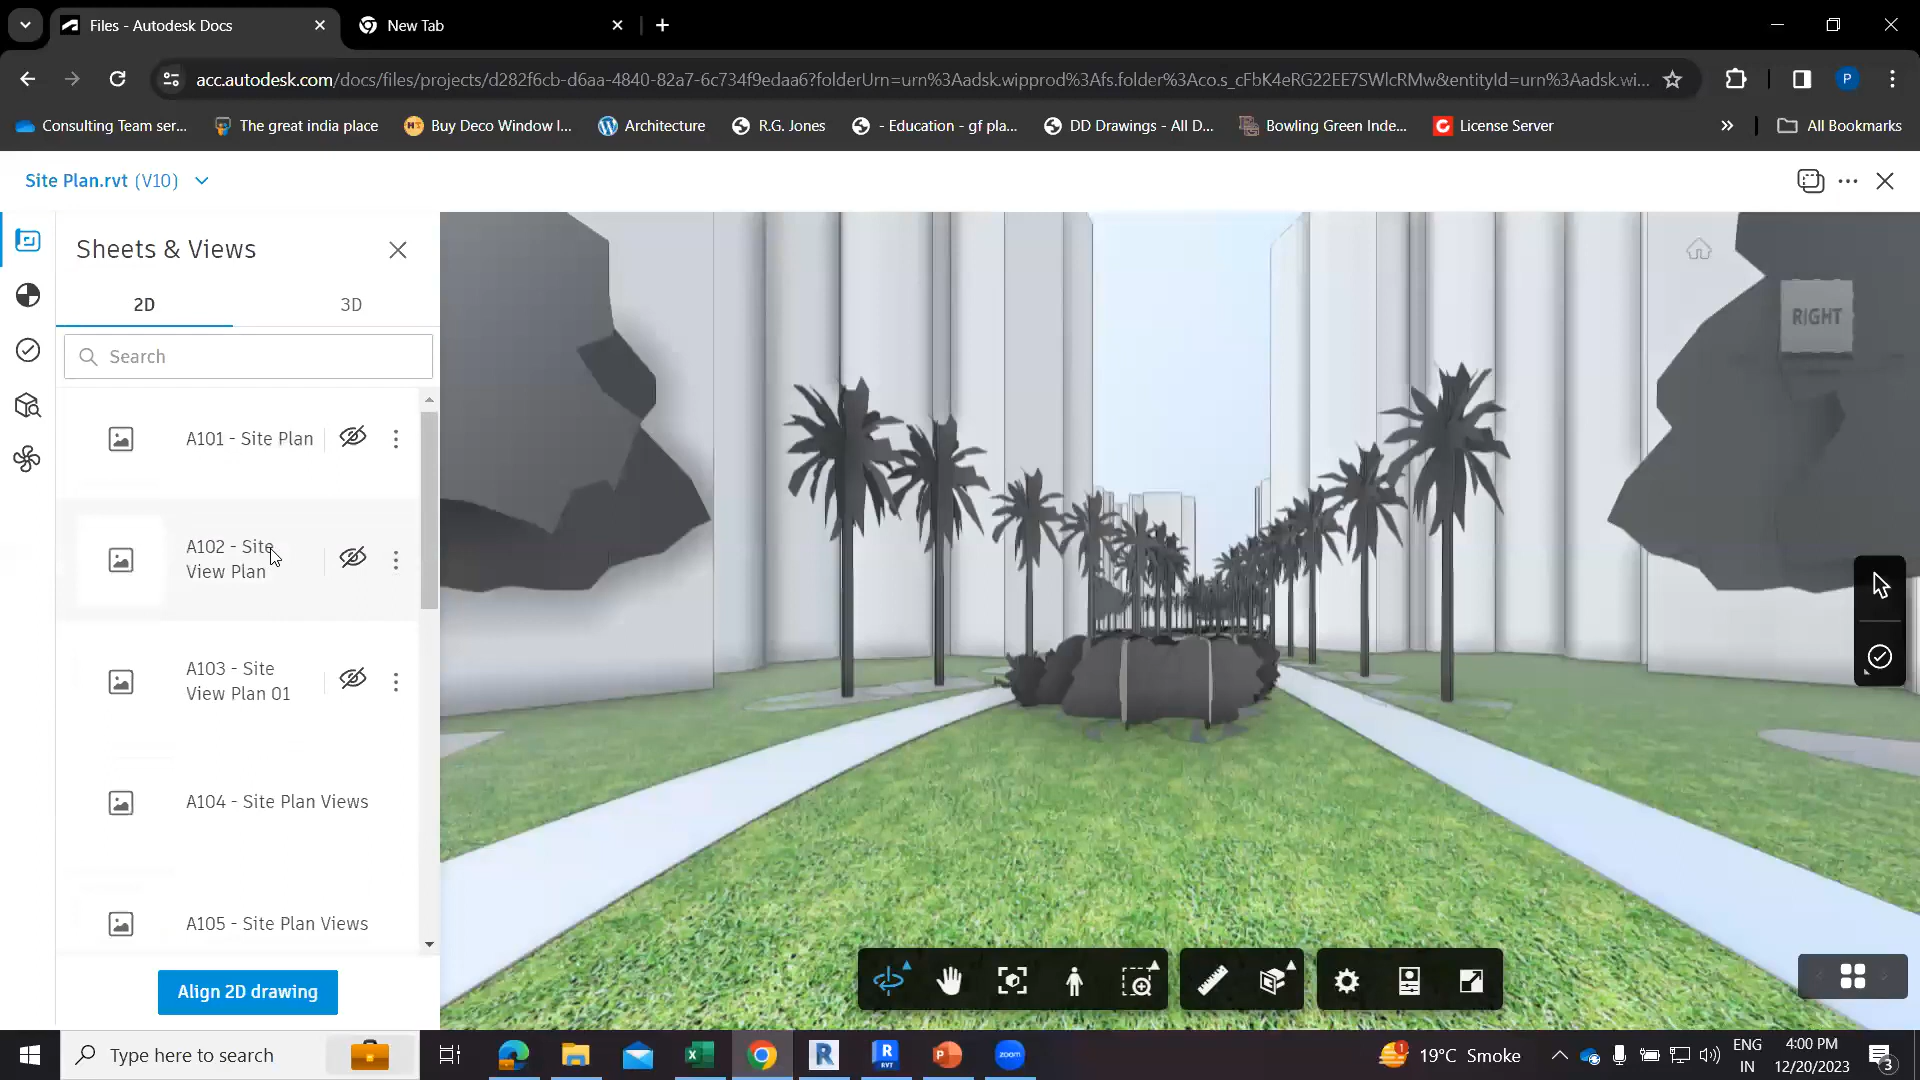 Files - Autodesk Docs
New Tab
acc.autodesk.com/docs/files/projects/d282f6cb-d6aa-4840-82a7-6c734f9edaa6?folderUrn=urn%3Aadsk.wipprod%3Afs.folder%3Aco.s_cFbK4eRG22EE7SWlcRMw&entityId=urn%3Aadsk.wi...
P
Consulting Team ser...
The great india place
Buy Deco Window I...
Architecture
R.G. Jones
- Education - gf pla...
DD Drawings - All D...
Bowling Green Inde...
License Server
All Bookmarks
Site Plan.rvt (V10)
Sheets & Views
2D
3D
Search
A101 - Site Plan
A102 - Site
View Plan
A103 - Site
View Plan 01
A104 - Site Plan Views
A105 - Site Plan Views
Align 2D drawing
RIGHT
Type here to search
zoom
19°C Smoke
ENG
IN
4:00 PM
12/20/2023
3